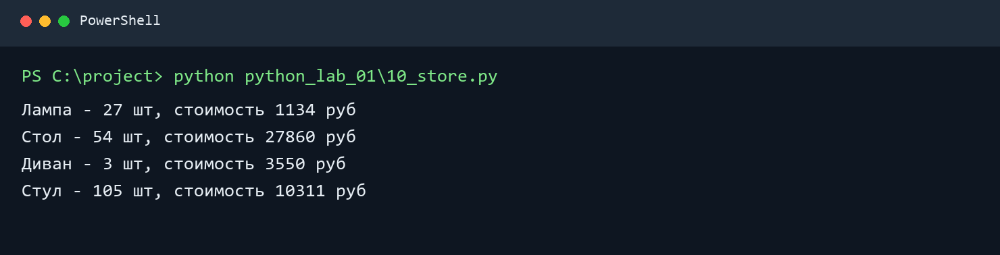 PowerShell
PS C:\project> python python_lab_01\10_store.py
Лампа - 27 шт, стоимость 1134 руб
Стол - 54 шт, стоимость 27860 руб
Диван - 3 шт, стоимость 3550 руб
Стул - 105 шт, стоимость 10311 руб